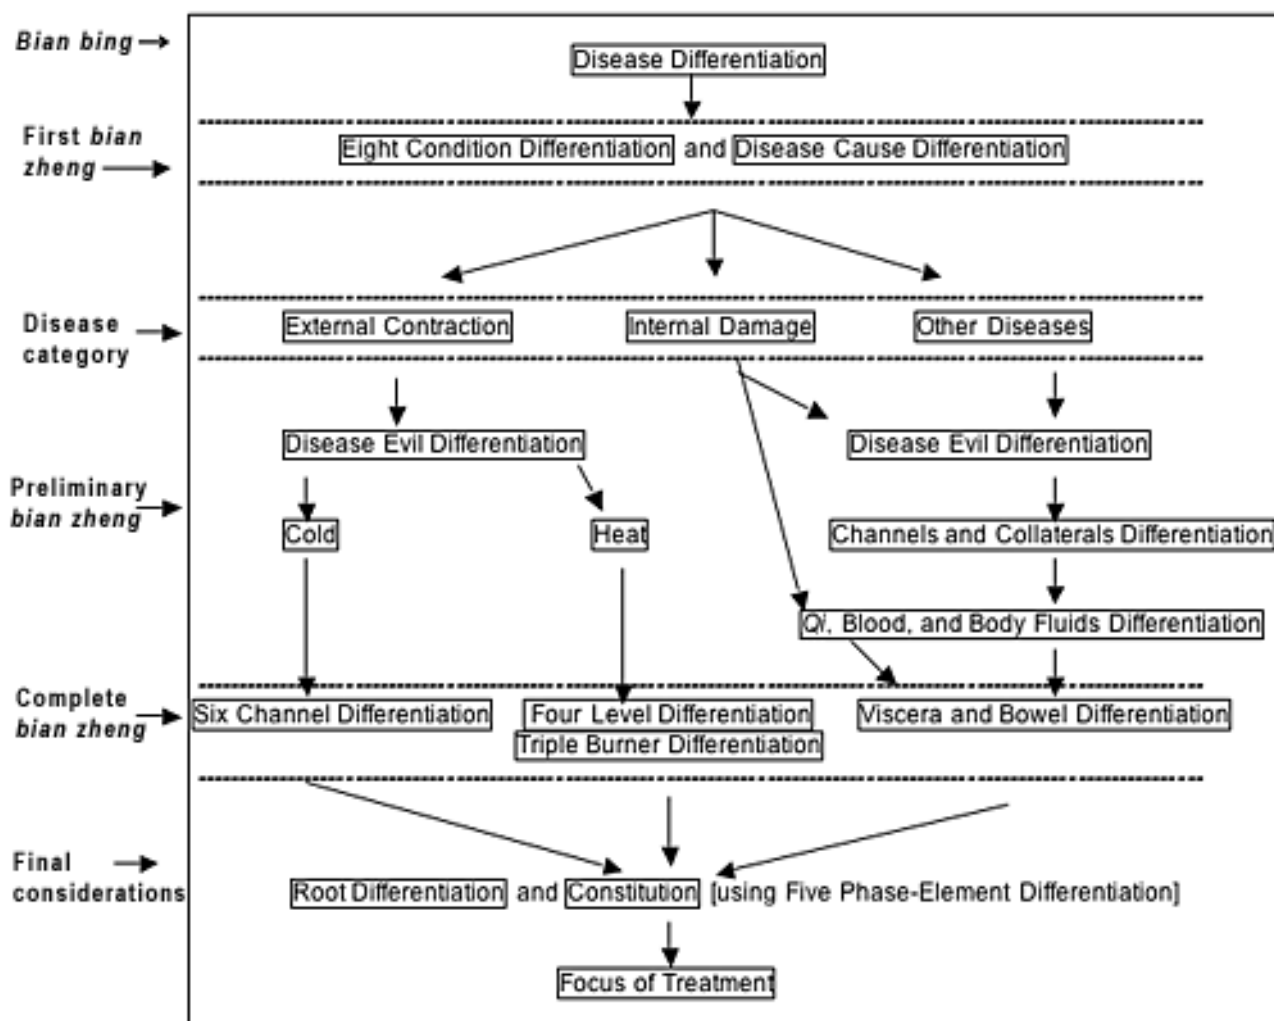 Bian bing
Disease Differentiation
First bian
zheng
Eight Condition Differentiation and Disease Cause Differentiation
Disease
category
External Contraction
Internal Damage
Other Diseases
Disease Evil Differentiation
Disease Evil Differentiation
Preliminary
bian zheng
Cold
Heat
Channels and Collaterals Differentiation
Qi, Blood, and Body Fluids Differentiation
Complete
bian zheng
Six Channel Differentiation
Four Level Differentiation
Triple Burner Differentiation
Viscera and Bowel Differentiation
Final
considerations
Root Differentiation and Constitution [using Five Phase-Element Differentiation]
Focus of Treatment